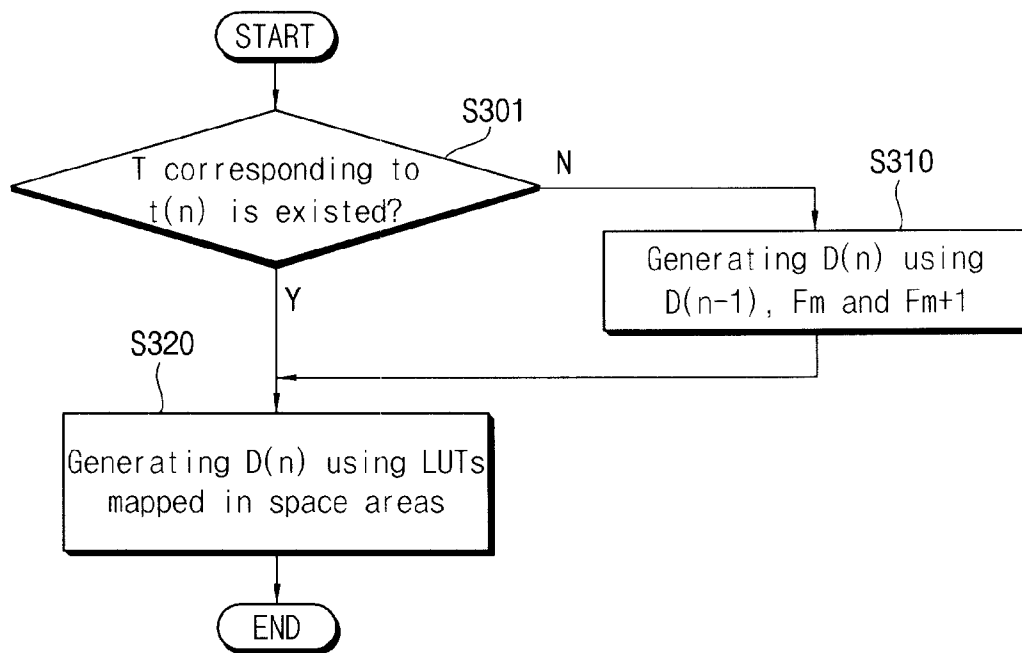 START
S301
T corresponding to
t(n) is existed?
N
S310
Generating D(n) using
D(n-1), Fm and Fm+1
Y
S320
Generating D(n) using LUTs
mapped in space areas
END